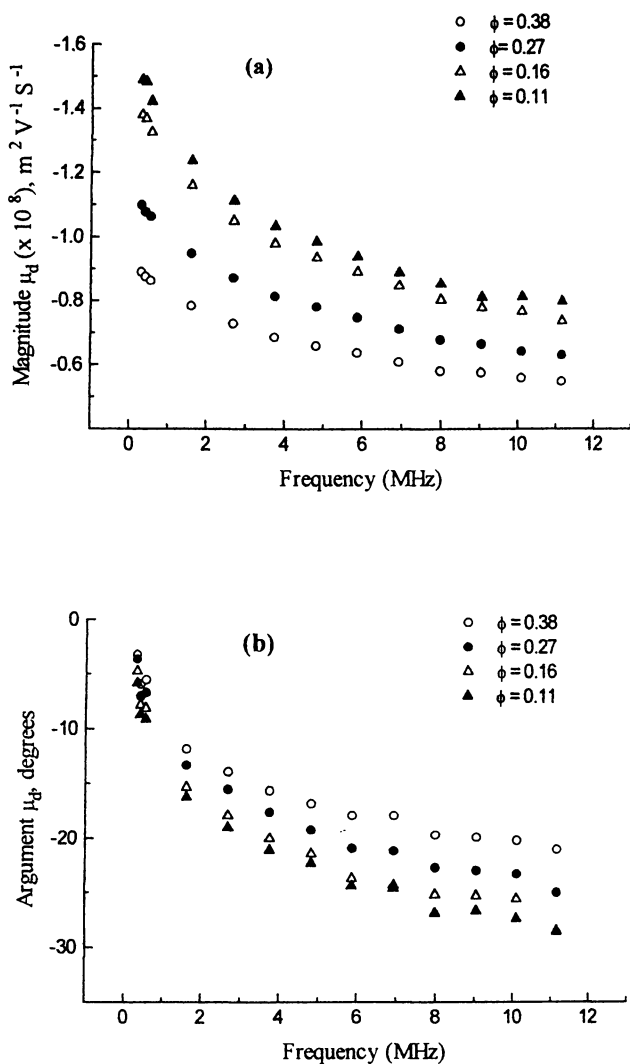 (a)
ϕ = 0.38
ϕ= 0.27
ϕ = 0.16
ϕ = 0.11
Magnitude μd (x 10 8), m 2 V -1 S -1
-1.6
-1.4
-1.2
-1.0
-0.8
-0.6
0 2 4 6 8 10 12
Frequency (MHz)
(b)
ϕ = 0.38
ϕ = 0.27
ϕ = 0.16
ϕ = 0.11
Argument μd, degrees
0
-10
-20
-30
0 2 4 6 8 10 12
Frequency (MHz)